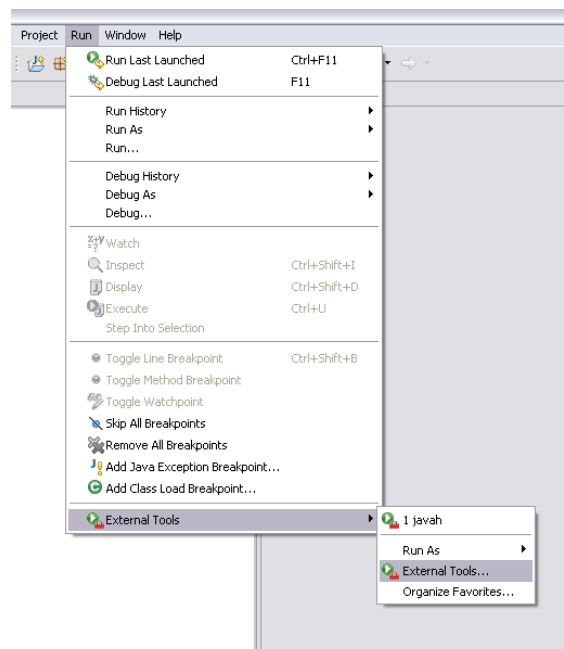 Project Run Window Help
Run Last Launched Ctrl+F11
Debug Last Launched F11
Run History
Run As
Run...
Debug History
Debug As
Debug...
Watch
Inspect Ctrl+Shift+I
Display Ctrl+Shift+D
Execute Ctrl+U
Step Into Selection
Toggle Line Breakpoint Ctrl+Shift+B
Toggle Method Breakpoint
Toggle Watchpoint
Skip All Breakpoints
Remove All Breakpoints
Add Java Exception Breakpoint...
Add Class Load Breakpoint...
External Tools
1 javah
Run As
External Tools...
Organize Favorites...